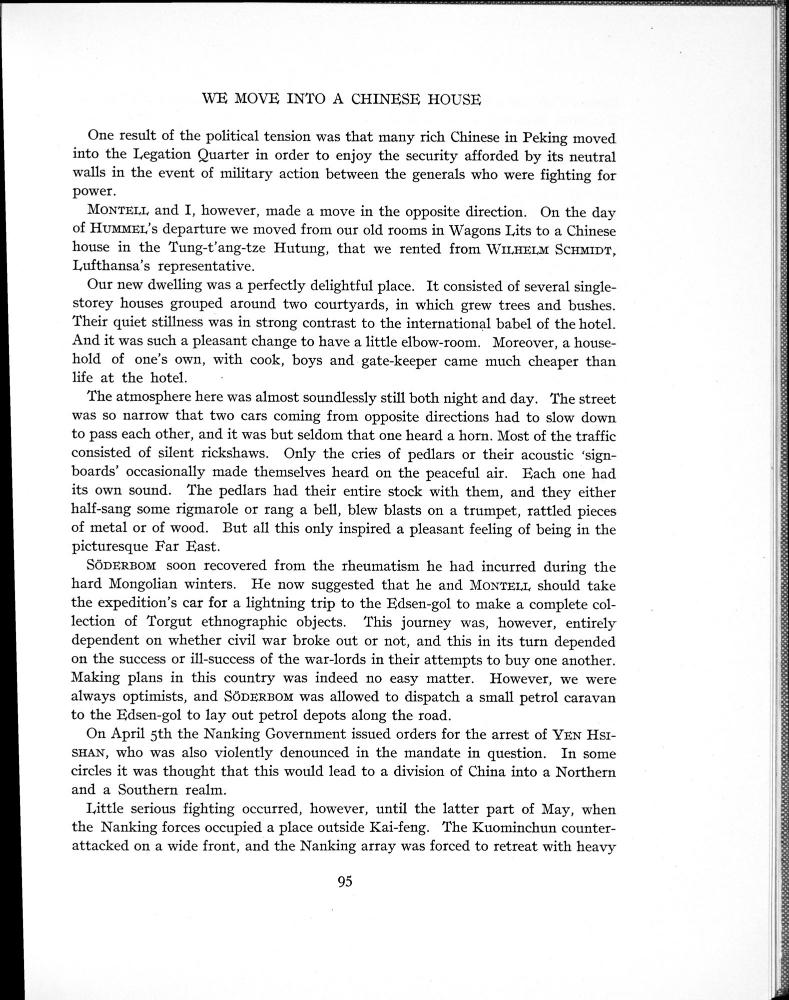 WE MOVE INTO A CHINESE HOUSE
One result of the political tension was that many rich Chinese in Peking moved
into the Legation Quarter in order to enjoy the security afforded by its neutral
walls in the event of military action between the generals who were fighting for
power.
MONTELL and I, however, made a move in the opposite direction. On the day
of HUMMEL's departure we moved from our old rooms in Wagons Lits to a Chinese
house in the Tung-t'ang-tze Hutung, that we rented from WILHELM SCHMIDT,
Lufthansa's representative.
Our new dwelling was a perfectly delightful place. It consisted of several single-
storey houses grouped around two courtyards, in which grew trees and bushes.
Their quiet stillness was in strong contrast to the international babel of the hotel.
And it was such a pleasant change to have a little elbow-room. Moreover, a house-
hold of one's own, with cook, boys and gate-keeper came much cheaper than
life at the hotel.
The atmosphere here was almost soundlessly still both night and day. The street
was so narrow that two cars coming from opposite directions had to slow down
to pass each other, and it was but seldom that one heard a horn. Most of the traffic
consisted of silent rickshaws. Only the cries of pedlars or their acoustic 'sign-
boards' occasionally made themselves heard on the peaceful air. Each one had
its own sound. The pedlars had their entire stock with them, and they either
half-sang some rigmarole or rang a bell, blew blasts on a trumpet, rattled pieces
of metal or of wood. But all this only inspired a pleasant feeling of being in the
picturesque Far East.
SÖDERBOM soon recovered from the rheumatism he had incurred during the
hard Mongolian winters. He now suggested that he and MONTELL should take
the expedition's car for a lightning trip to the Edsen-gol to make a complete col-
lection of Torgut ethnographic objects. This journey was, however, entirely
dependent on whether civil war broke out or not, and this in its turn depended
on the success or ill-success of the war-lords in their attempts to buy one another.
Making plans in this country was indeed no easy matter. However, we were
always optimists, and SÖDERBOM was allowed to dispatch a small petrol caravan
to the Edsen-gol to lay out petrol depots along the road.
On April 5th the Nanking Government issued orders for the arrest of YEN HSI-
SHAN, who was also violently denounced in the mandate in question. In some
circles it was thought that this would lead to a division of China into a Northern
and a Southern realm.
Little serious fighting occurred, however, until the latter part of May, when
the Nanking forces occupied a place outside Kai-feng. The Kuominchun counter-
attacked on a wide front, and the Nanking array was forced to retreat with heavy
95